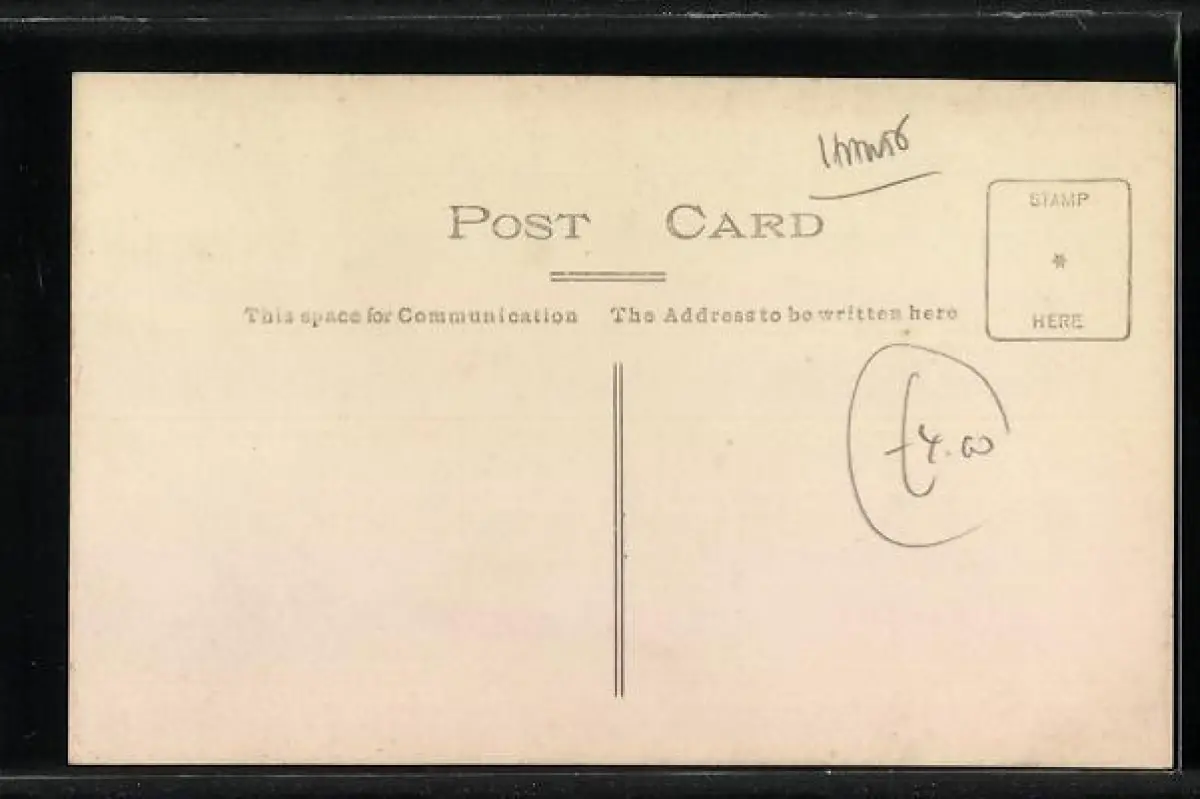 POST CARD
STAMP
*
HERE
This space for Communication
The Address to be written here
£4.00